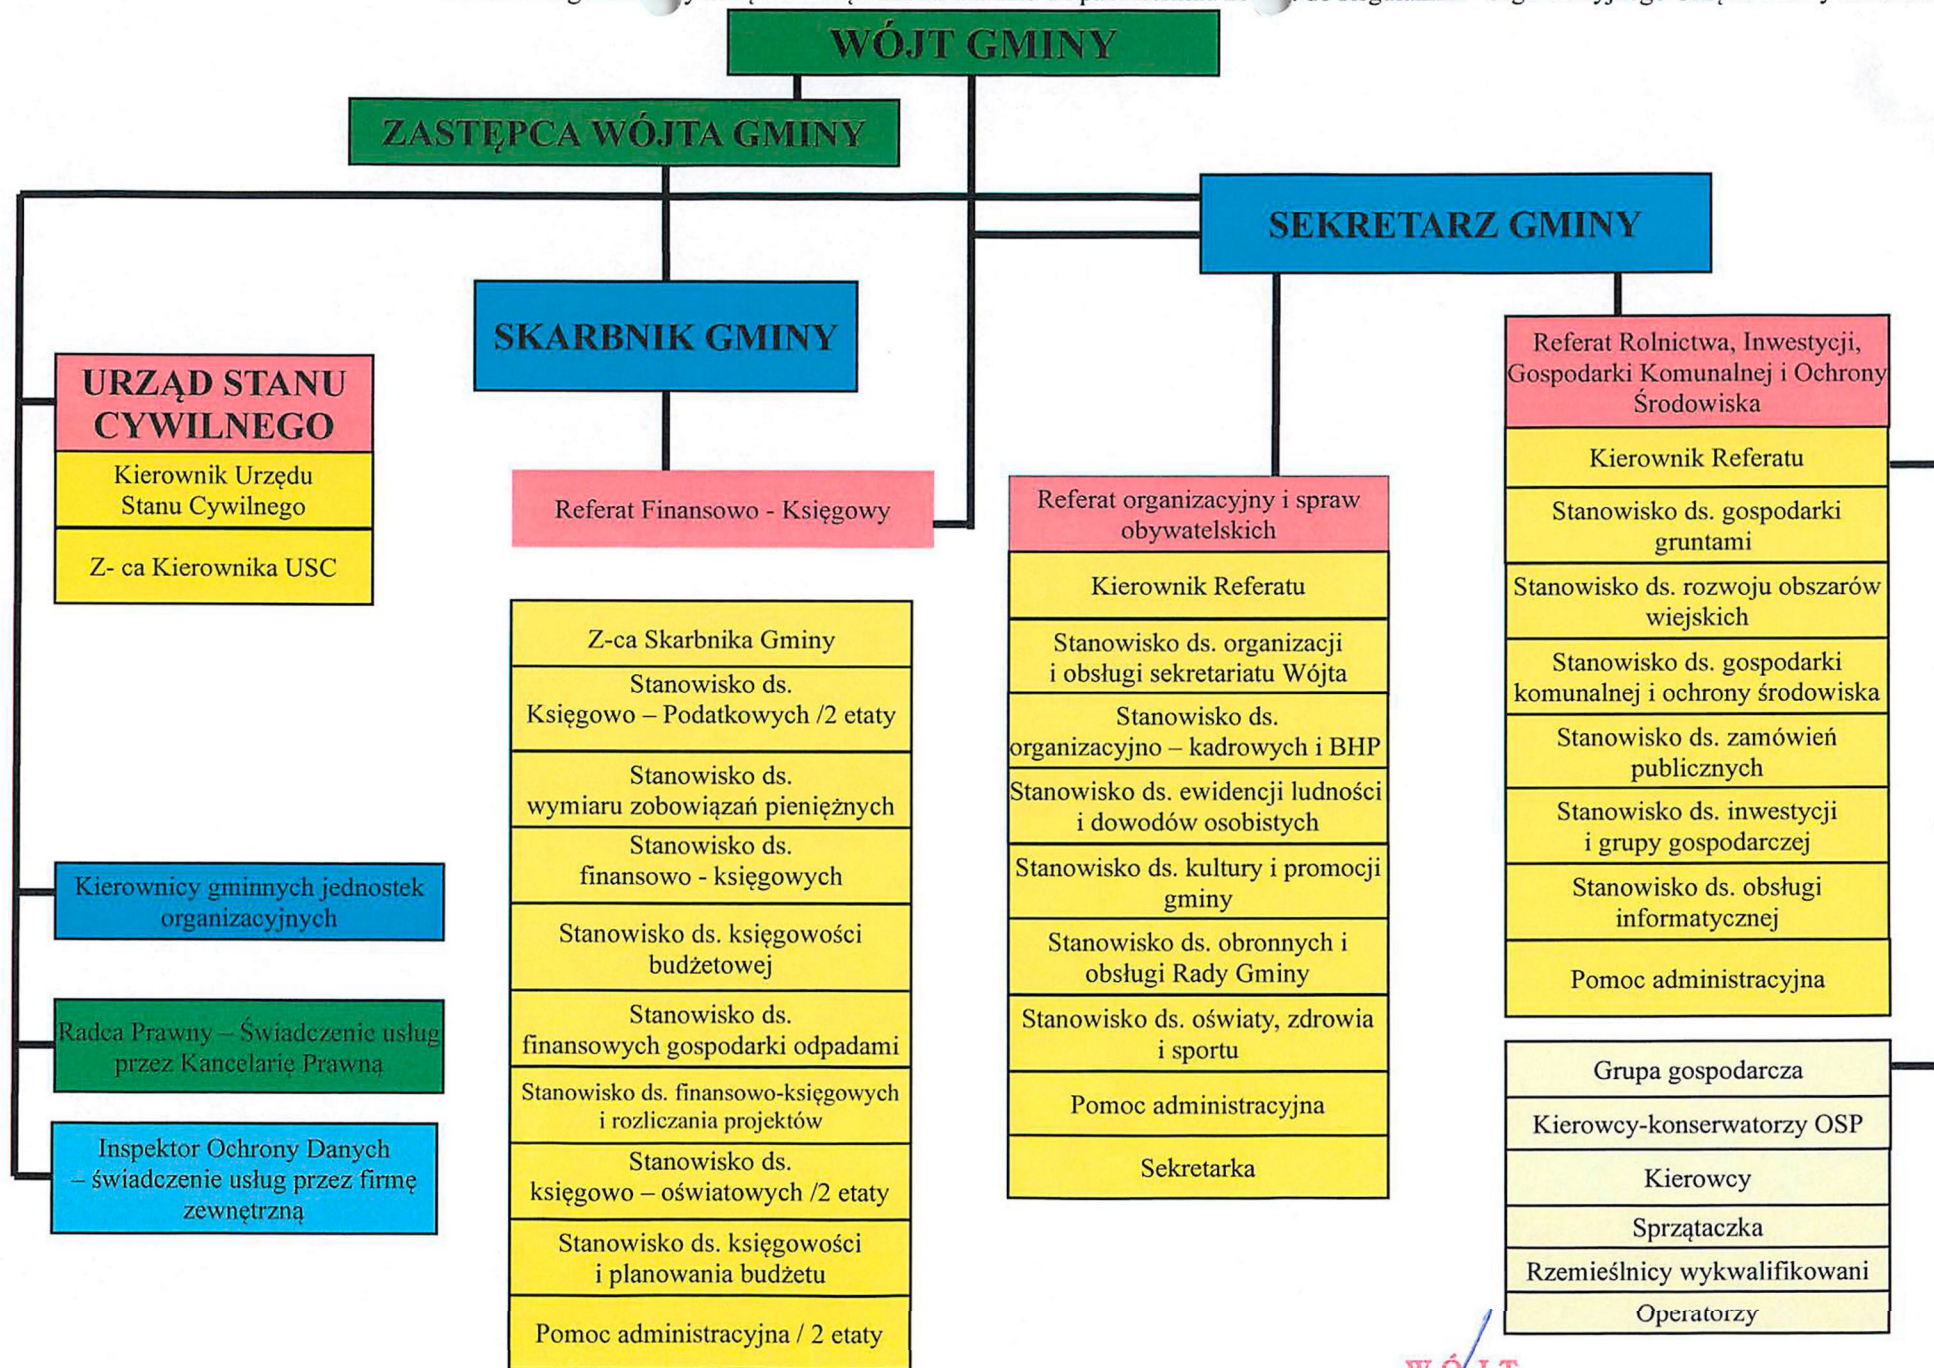 WÓJT GMINY
ZASTĘPCA WÓJTA GMINY
SEKRETARZ GMINY
SKARBNIK GMINY
URZĄD STANU
CYWILNEGO
Kierownik Urzędu
Stanu Cywilnego
Z- ca Kierownika USC
Kierownicy gminnych jednostek
organizacyjnych
Radca Prawny – Świadczenie usług
przez Kancelarię Prawną
Inspektor Ochrony Danych
– świadczenie usług przez firmę
zewnętrzną
Referat Finansowo - Księgowy
Z-ca Skarbnika Gminy
Stanowisko ds.
Księgowo – Podatkowych /2 etaty
Stanowisko ds.
wymiaru zobowiązań pieniężnych
Stanowisko ds.
finansowo - księgowych
Stanowisko ds. księgowości
budżetowej
Stanowisko ds.
finansowych gospodarki odpadami
Stanowisko ds. finansowo-księgowych
i rozliczania projektów
Stanowisko ds.
księgowo – oświatowych /2 etaty
Stanowisko ds. księgowości
i planowania budżetu
Pomoc administracyjna / 2 etaty
Referat organizacyjny i spraw
obywatelskich
Kierownik Referatu
Stanowisko ds. organizacji
i obsługi sekretariatu Wójta
Stanowisko ds.
organizacyjno – kadrowych i BHP
Stanowisko ds. ewidencji ludności
i dowodów osobistych
Stanowisko ds. kultury i promocji
gminy
Stanowisko ds. obronnych i
obsługi Rady Gminy
Stanowisko ds. oświaty, zdrowia
i sportu
Pomoc administracyjna
Sekretarka
Referat Rolnictwa, Inwestycji,
Gospodarki Komunalnej i Ochrony
Środowiska
Kierownik Referatu
Stanowisko ds. gospodarki
gruntami
Stanowisko ds. rozwoju obszarów
wiejskich
Stanowisko ds. gospodarki
komunalnej i ochrony środowiska
Stanowisko ds. zamówień
publicznych
Stanowisko ds. inwestycji
i grupy gospodarczej
Stanowisko ds. obsługi
informatycznej
Pomoc administracyjna
Grupa gospodarcza
Kierowcy-konserwatorzy OSP
Kierowcy
Sprzątaczka
Rzemieślnicy wykwalifikowani
Operatorzy
WÓJT